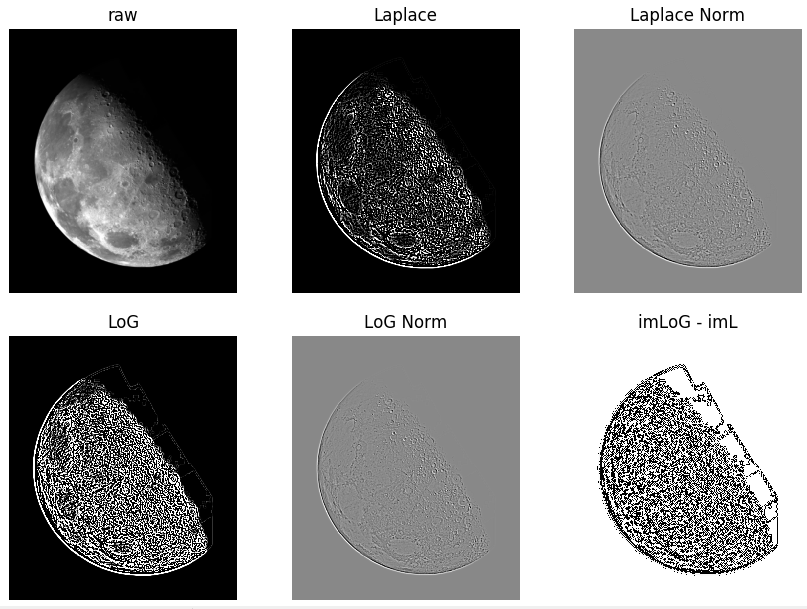 raw
Laplace
Laplace Norm
LoG
LoG Norm
imLoG - imL